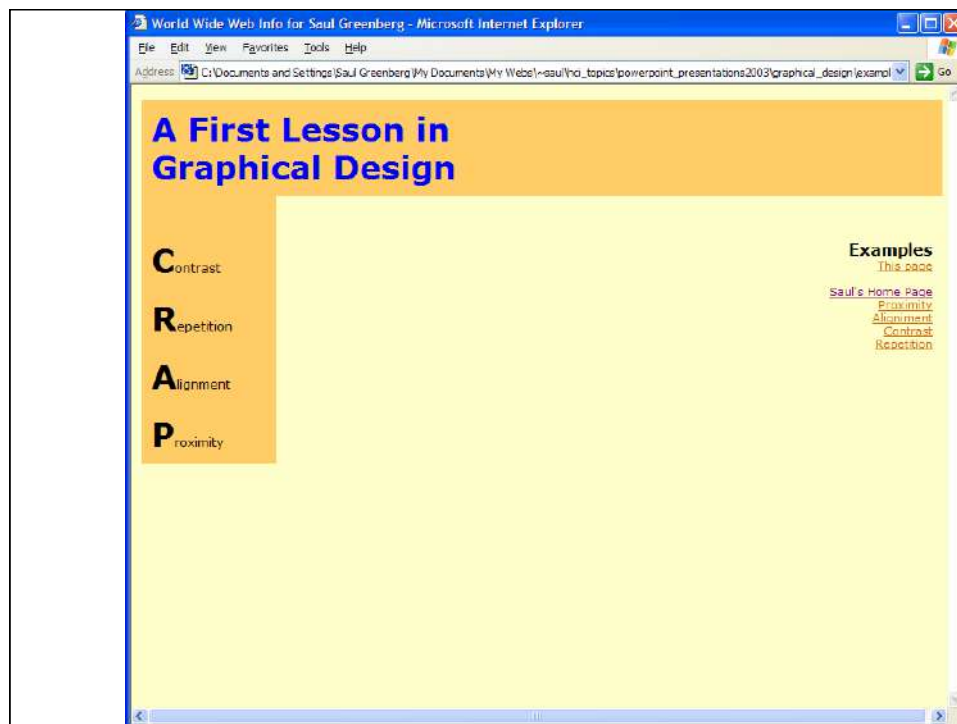 World Wide Web Info for Saul Greenberg - Microsoft Internet Explorer
File Edit View Favorites Tools Help
Address C:\Documents and Settings\Saul Greenberg\My Documents\My Webs\~saul\hci_topics\powerpoint_presentations2003\graphical_design\exampl Go
A First Lesson in
Graphical Design
Contrast
Repetition
Alignment
Proximity
Examples
This page
Saul's Home Page
Proximity
Alignment
Contrast
Repetition